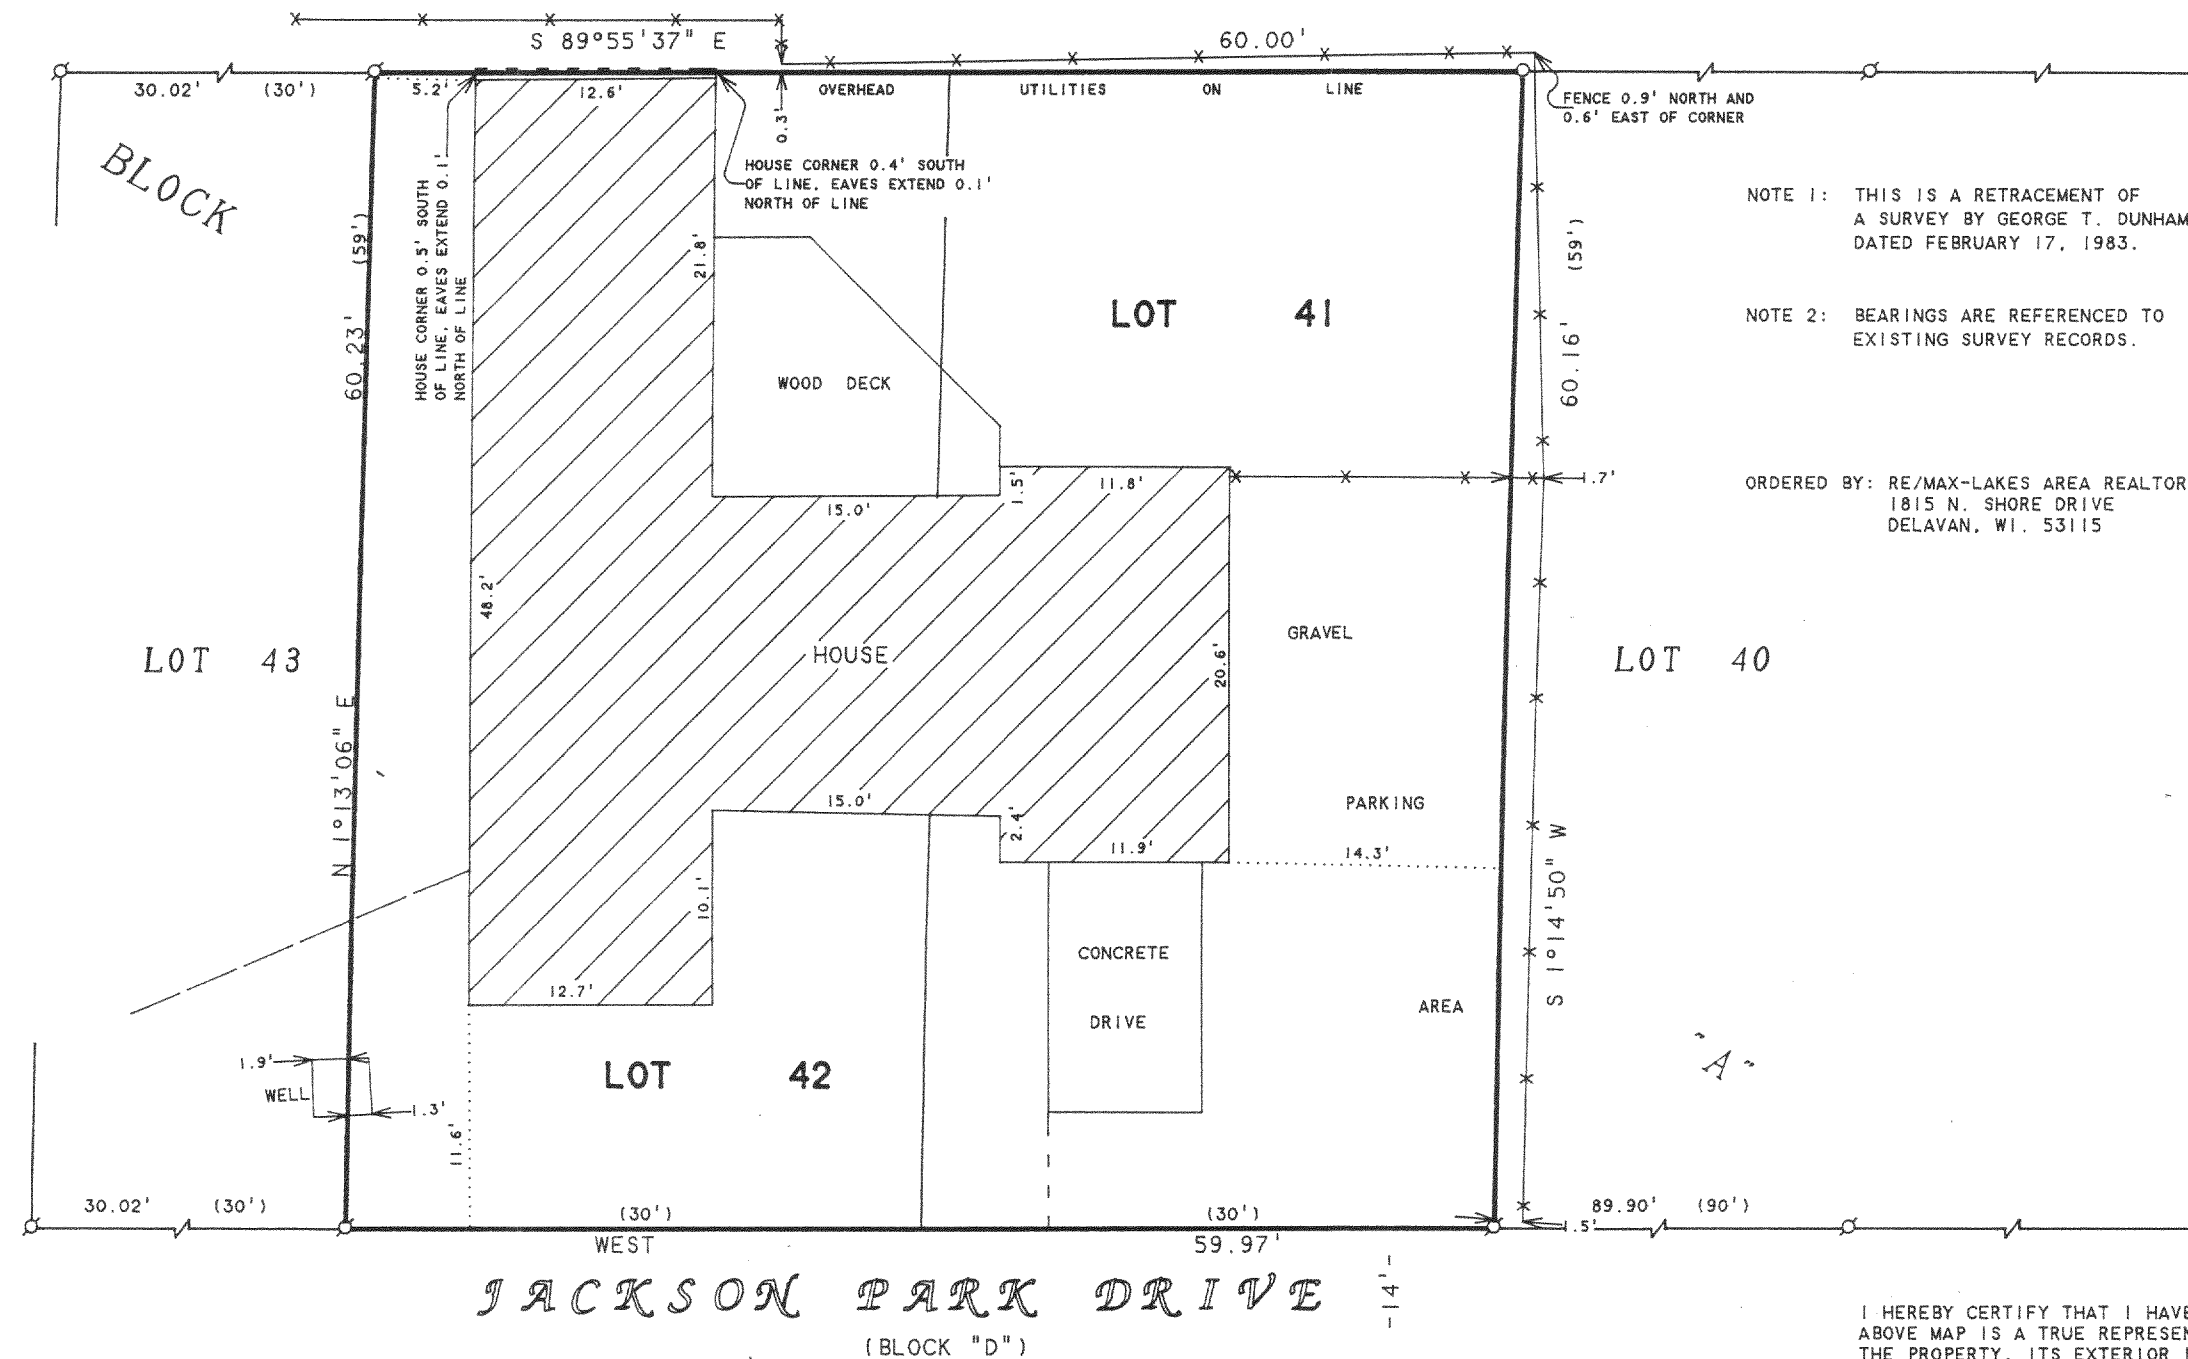 S 89°55'37" E
60.00'
30.02' (30')
5.2'
12.6'
0.3'
OVERHEAD UTILITIES ON LINE
FENCE 0.9' NORTH AND
0.6' EAST OF CORNER
BLOCK
HOUSE CORNER 0.4' SOUTH
OF LINE, EAVES EXTEND 0.1'
NORTH OF LINE
HOUSE CORNER 0.5' SOUTH
OF LINE, EAVES EXTEND 0.1'
NORTH OF LINE
NOTE 1: THIS IS A RETRACEMENT OF
A SURVEY BY GEORGE T. DUNHAM
DATED FEBRUARY 17, 1983.
(59')
60.23'
21.8'
(59')
60.16'
LOT 41
NOTE 2: BEARINGS ARE REFERENCED TO
EXISTING SURVEY RECORDS.
WOOD DECK
1.5'
11.8'
1.7'
15.0'
ORDERED BY: RE/MAX-LAKES AREA REALTOR
1815 N. SHORE DRIVE
DELAVAN, WI. 53115
48.2'
GRAVEL
LOT 43
HOUSE
20.6'
LOT 40
N 1°13'06" E
15.0'
2.4'
PARKING
11.9'
14.3'
S 1°14'50" W
10.1'
CONCRETE
DRIVE
12.7'
AREA
1.9'
WELL
1.3'
LOT 42
"A"
11.6'
30.02' (30')
(30')
(30')
89.90' (90')
1.5'
WEST
59.97'
JACKSON PARK DRIVE
-14'-
(BLOCK "D")
I HEREBY CERTIFY THAT I HAVE
ABOVE MAP IS A TRUE REPRESEN
THE PROPERTY, ITS EXTERIOR